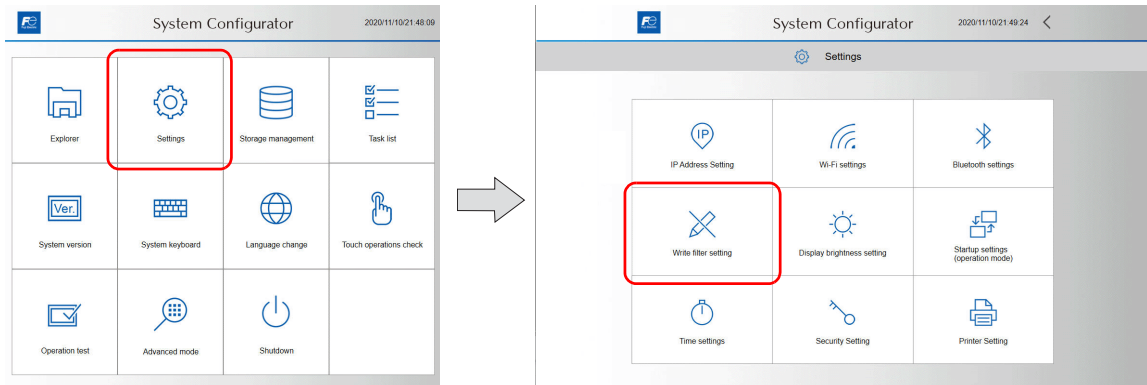 Fe
System Configurator
2020/11/10/21:48:09
Explorer
Settings
Storage management
Task list
Ver.
System version
System keyboard
Language change
Touch operations check
Operation test
Advanced mode
Shutdown
Fe
System Configurator
2020/11/10/21:49:24
Settings
IP
IP Address Setting
Wi-Fi settings
Bluetooth settings
Write filter setting
Display brightness setting
Startup settings
(operation mode)
Time settings
Security Setting
Printer Setting